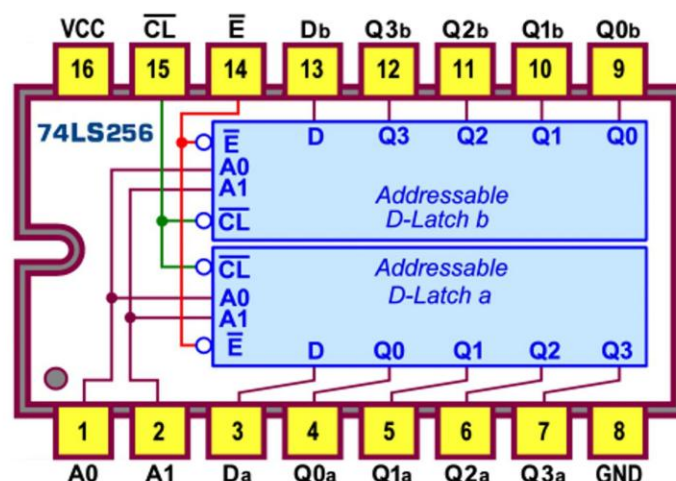 VCC CL E Db Q3b Q2b Q1b Q0b
16 15 14 13 12 11 10 9
74LS256
E D Q3 Q2 Q1 Q0
A0
A1
Addressable
D-Latch b
CL
CL
Addressable
D-Latch a
A0
A1
E D Q0 Q1 Q2 Q3
1 2 3 4 5 6 7 8
A0 A1 Da Q0a Q1a Q2a Q3a GND